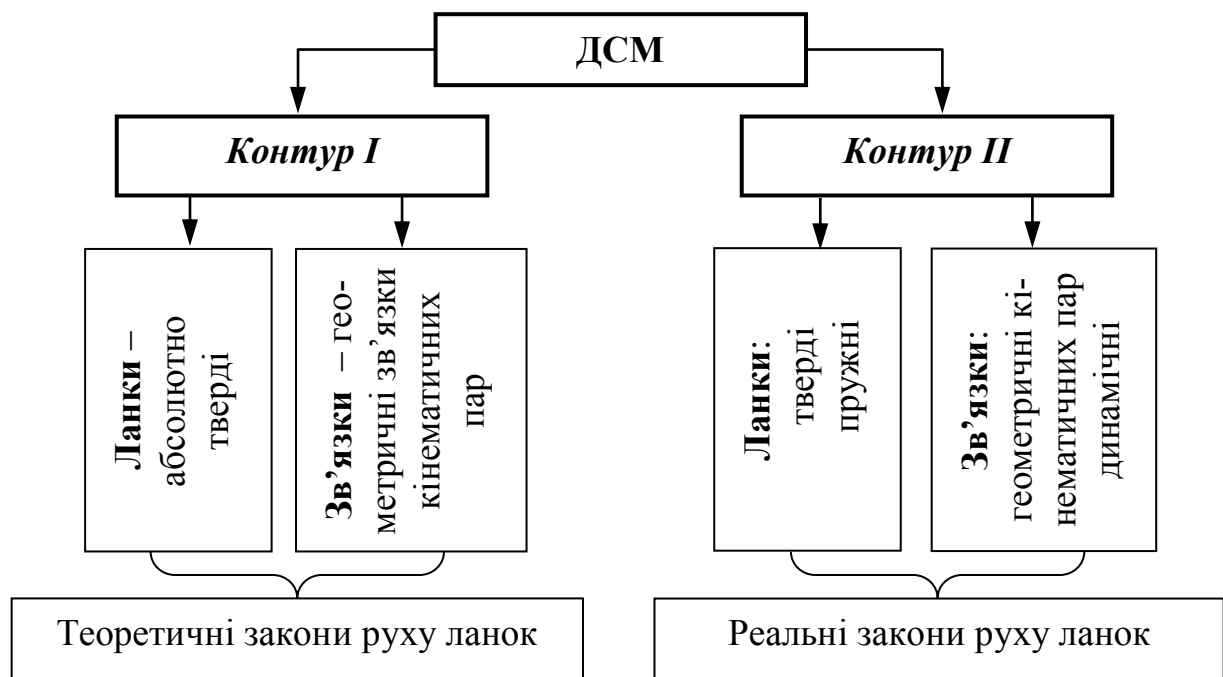 ДСМ
Контур I
Контур II
Ланки –
абсолютно
тверді
Зв’язки – гео-
метричні зв’язки
кінематичних
пар
Ланки:
тверді
пружні
Зв’язки:
геометричні кі-
нематичних пар
динамічні
Теоретичні закони руху ланок
Реальні закони руху ланок